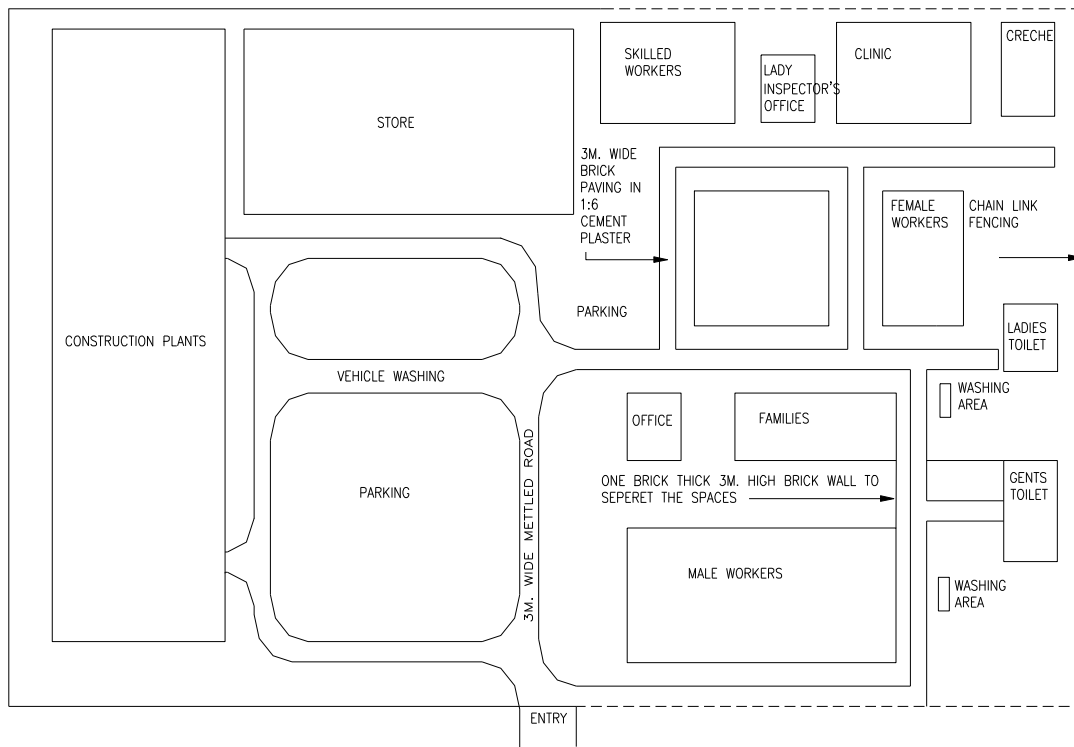 CRECHE
SKILLED
WORKERS
CLINIC
LADY
INSPECTOR'S
OFFICE
STORE
3M. WIDE
BRICK
PAVING IN
1:6
CEMENT
PLASTER
FEMALE
WORKERS
CHAIN LINK
FENCING
PARKING
LADIES
TOILET
CONSTRUCTION PLANTS
VEHICLE WASHING
WASHING
AREA
OFFICE
FAMILIES
3M. WIDE METTLED ROAD
ONE BRICK THICK 3M. HIGH BRICK WALL TO
SEPERET THE SPACES
GENTS
TOILET
PARKING
MALE WORKERS
WASHING
AREA
ENTRY